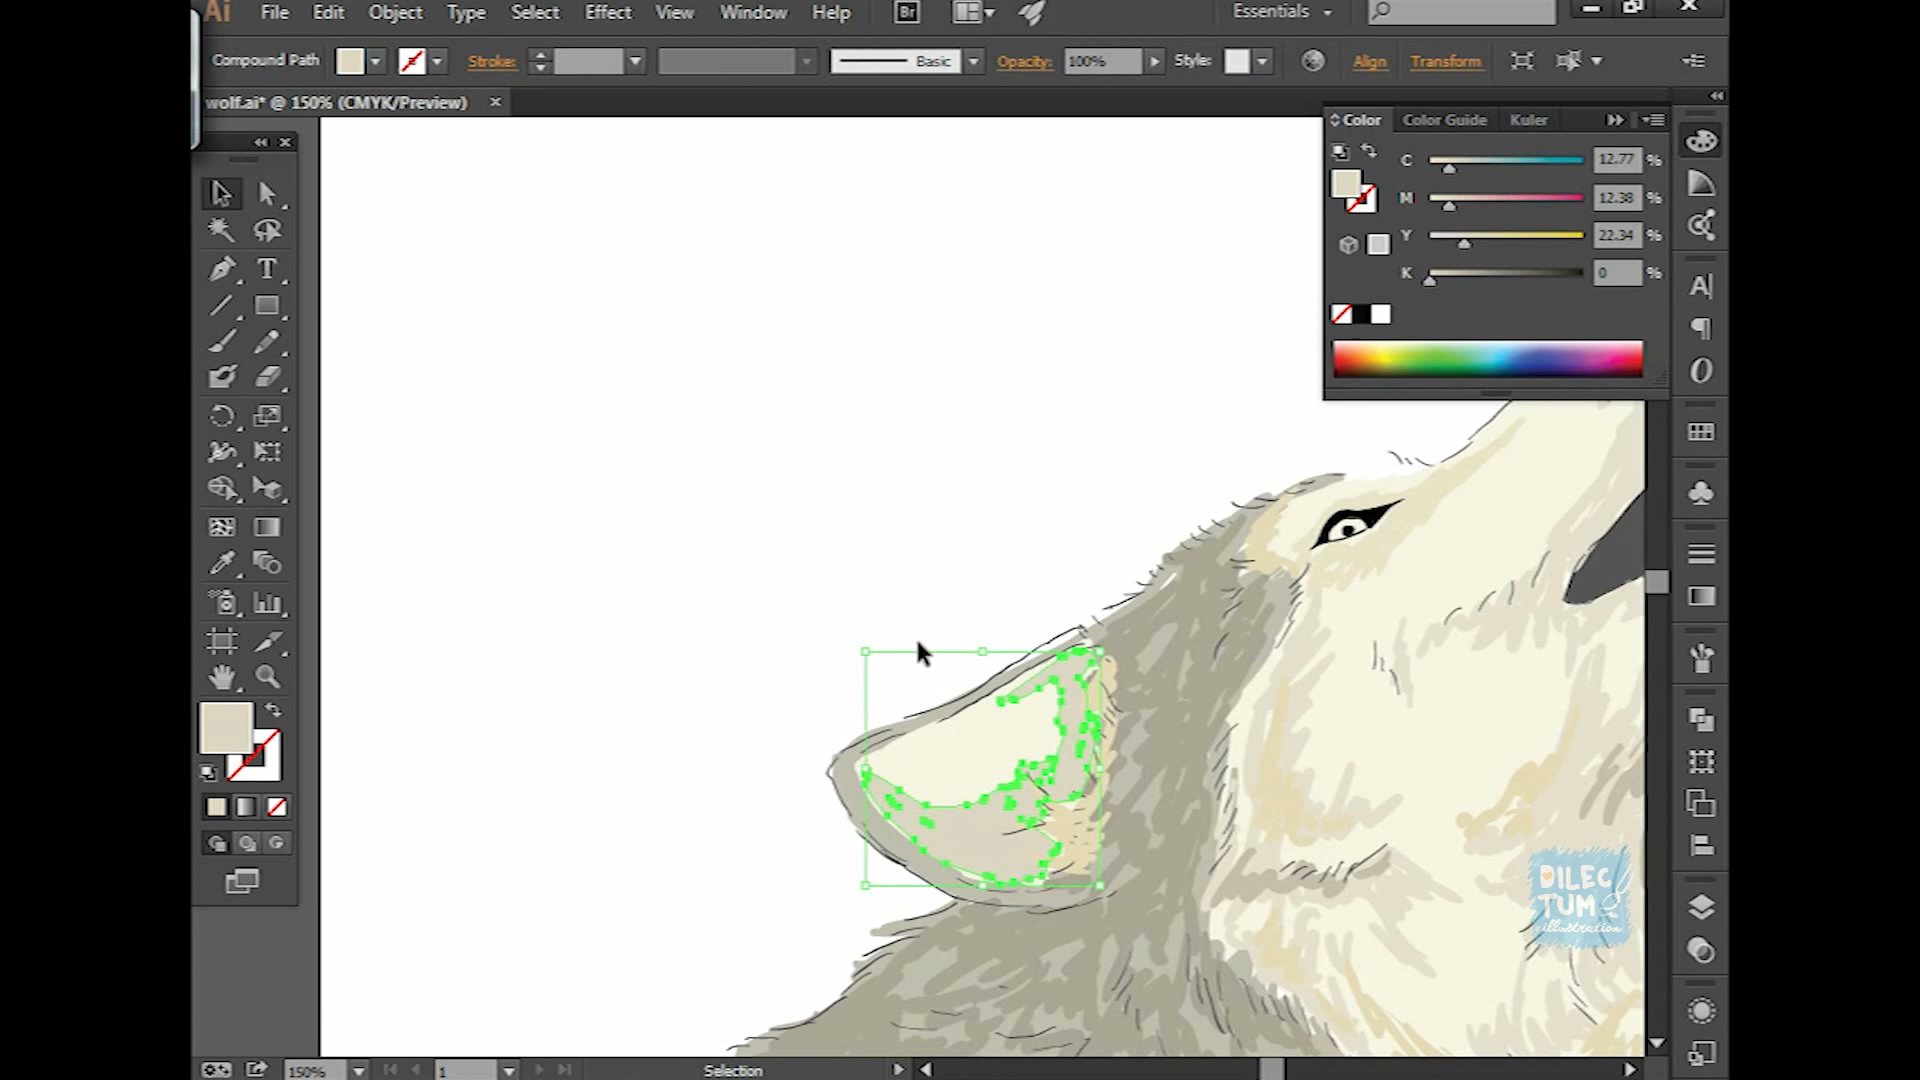 Ai File Edit Object Type Select Effect View Window Help Br Essentials
Compound Path Stroke: Basic Opacity: 100% Style: Align Transform
wolf.ai* @ 150% (CMYK/Preview)
Color Color Guide Kuler
C 12.77 %
M 12.38 %
Y 22.34 %
K 0 %
T
A
O
DILEC
TUM
illustration
150% 1 Selection